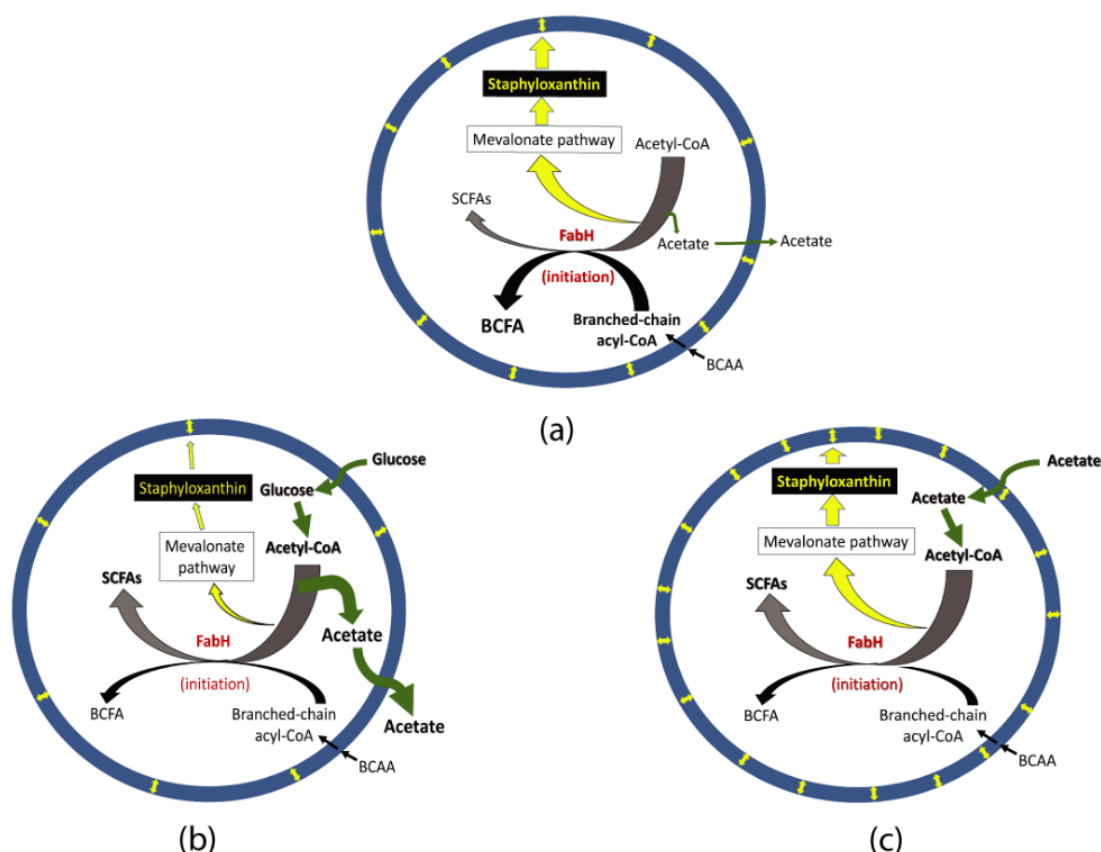 Staphyloxanthin
Mevalonate pathway
Acetyl-CoA
SCFAs
FabH
Acetate
Acetate
(initiation)
BCFA
Branched-chain
acyl-CoA
BCAA
(a)
Glucose
Staphyloxanthin
Glucose
Mevalonate
pathway
Acetyl-CoA
SCFAs
FabH
Acetate
(initiation)
BCFA
Branched-chain
acyl-CoA
Acetate
BCAA
(b)
Acetate
Staphyloxanthin
Acetate
Mevalonate pathway
Acetyl-CoA
SCFAs
FabH
(initiation)
BCFA
Branched-chain
acyl-CoA
BCAA
(c)